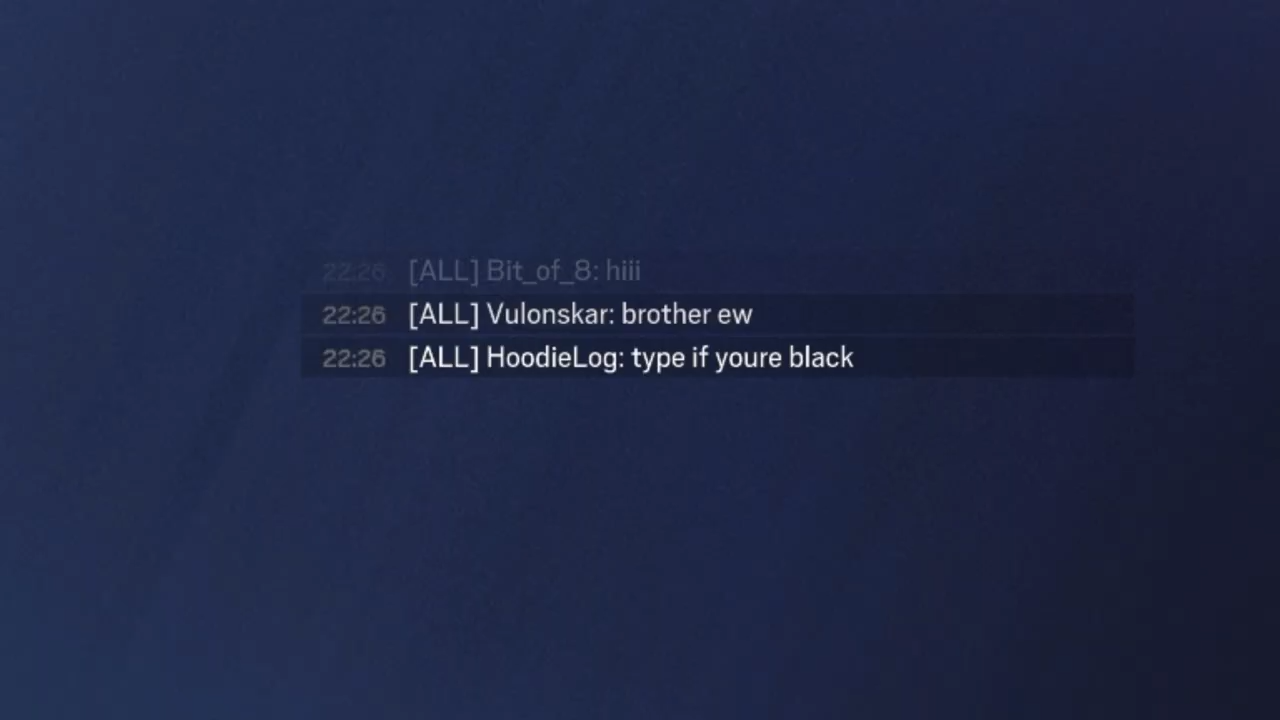 22:26 [ALL] Bit_of_8: hiii
22:26 [ALL] Vulonskar: brother ew
22:26 [ALL] HoodieLog: type if youre black